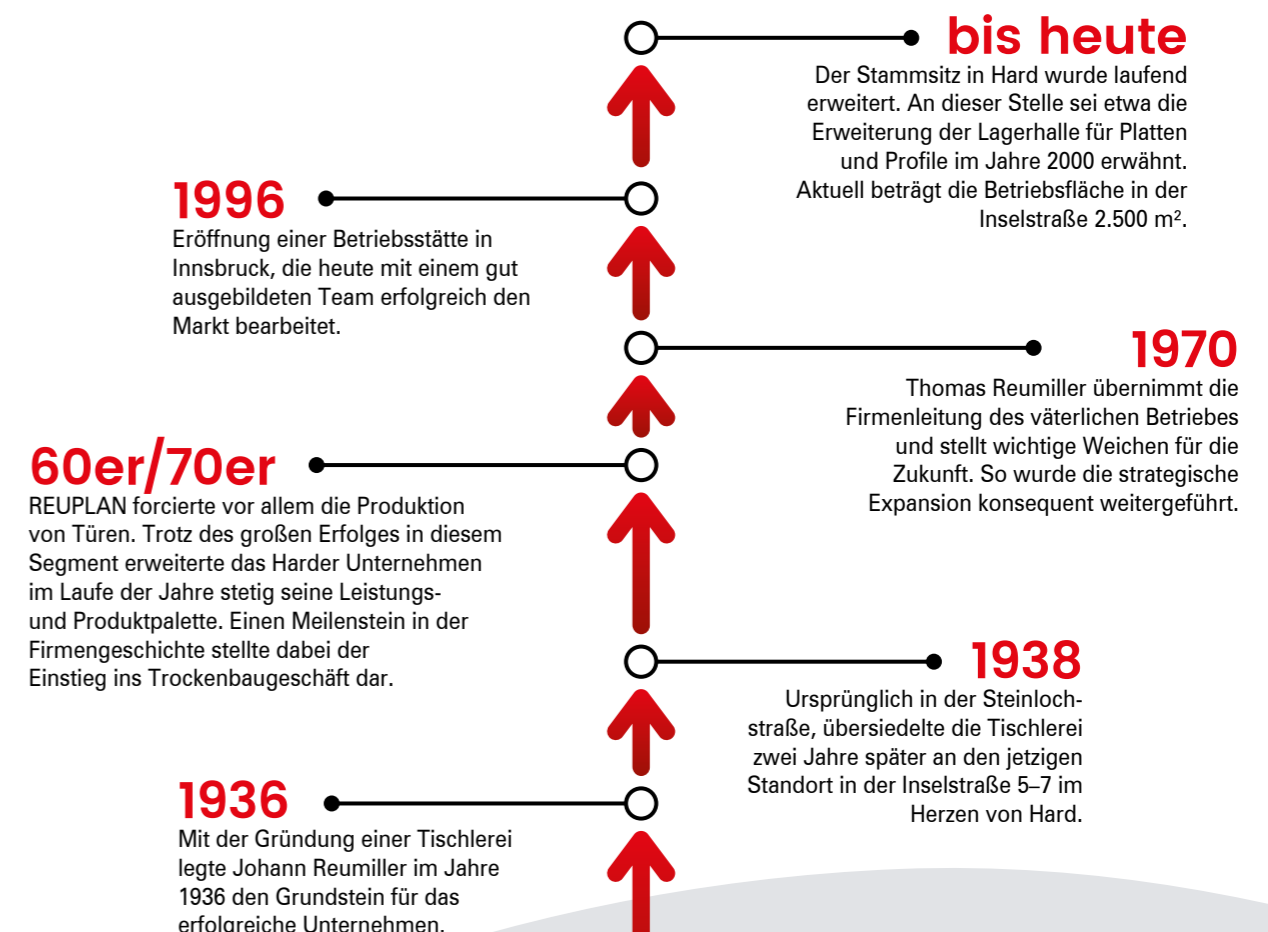 bis heute
Der Stammsitz in Hard wurde laufend
erweitert. An dieser Stelle sei etwa die
Erweiterung der Lagerhalle für Platten
und Profile im Jahre 2000 erwähnt.
Aktuell beträgt die Betriebsfläche in der
Inselstraße 2.500 m².
1996
Eröffnung einer Betriebsstätte in
Innsbruck, die heute mit einem gut
ausgebildeten Team erfolgreich den
Markt bearbeitet.
1970
Thomas Reumiller übernimmt die
Firmenleitung des väterlichen Betriebes
und stellt wichtige Weichen für die
Zukunft. So wurde die strategische
Expansion konsequent weitergeführt.
60er/70er
REUPLAN forcierte vor allem die Produktion
von Türen. Trotz des großen Erfolges in diesem
Segment erweiterte das Harder Unternehmen
im Laufe der Jahre stetig seine Leistungs-
und Produktpalette. Einen Meilenstein in der
Firmengeschichte stellte dabei der
Einstieg ins Trockenbaugeschäft dar.
1938
Ursprünglich in der Steinloch-
straße, übersiedelte die Tischlerei
zwei Jahre später an den jetzigen
Standort in der Inselstraße 5–7 im
Herzen von Hard.
1936
Mit der Gründung einer Tischlerei
legte Johann Reumiller im Jahre
1936 den Grundstein für das
erfolgreiche Unternehmen.